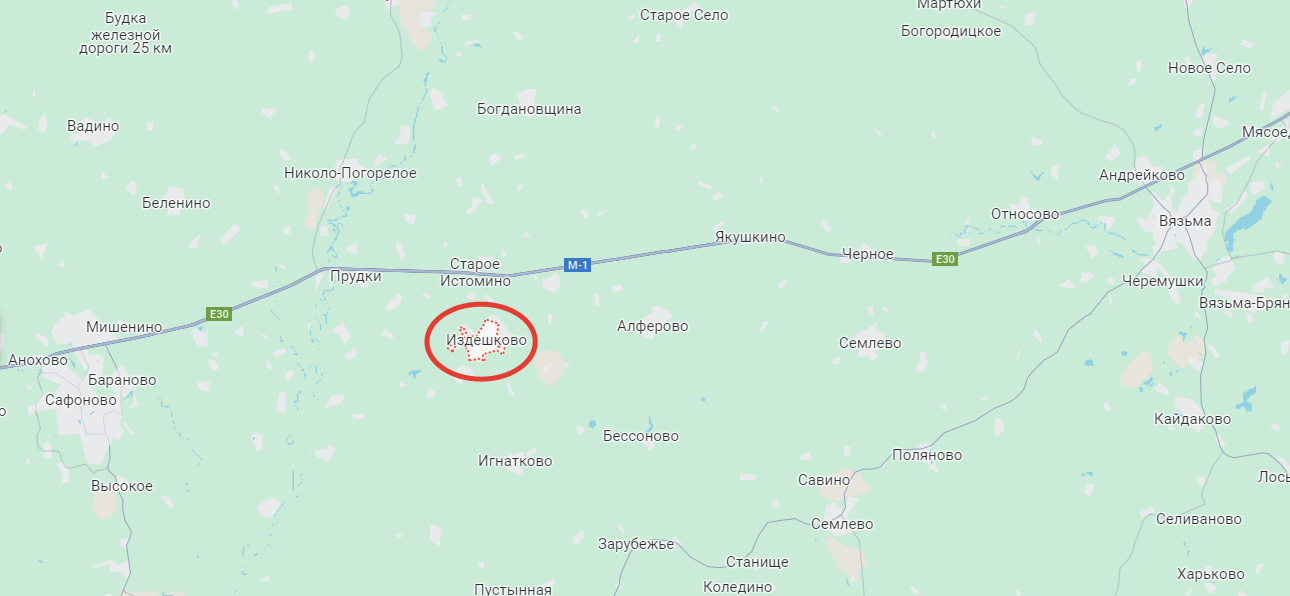 Мартюхи
Будка
железной
дороги 25 км
Старое Село
Богородицкое
Новое Село
Богдановщина
Вадино
Мясое
Николо-Погорелое
Андрейково
Беленино
Относово
Вязьма
Якушкино
Черное
E30
Старое
Истомино
М-1
Прудки
Черемушки
Вязьма-Брян
E30
Мишенино
Алферово
Издешково
Семлево
Анохово
Бараново
Сафоново
о
Кайдаково
Бессоново
Поляново
Игнатково
Высокое
Савино
Лось
Семлево
Селиваново
Зарубежье
Станище
Харьково
Пустынная
Коледино